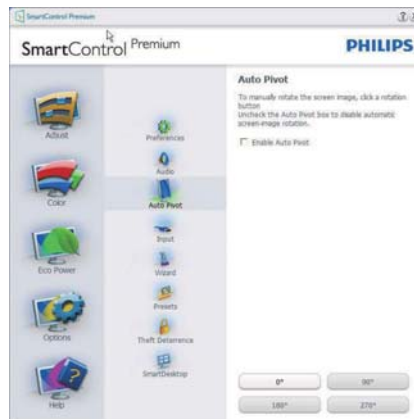 SmartControl Premium
SmartControl Premium
PHILIPS
Adjust
Color
Eco Power
Options
Help
Preferences
Audio
Auto Pivot
Input
Wizard
Presets
Theft Deterrence
SmartDesktop
Auto Pivot
To manually rotate the screen image, click a rotation
button
Uncheck the Auto Pivot box to disable automatic
screen-image rotation.
Enable Auto Pivot
0°
90°
180°
270°